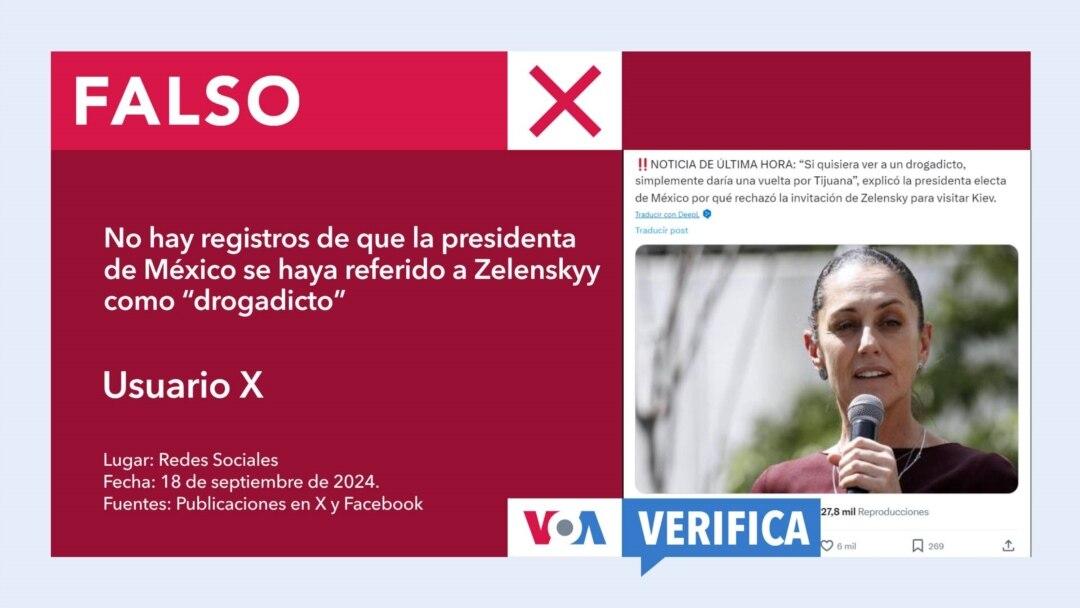 FALSO
No hay registros de que la presidenta
de México se haya referido a Zelenskyy
como “drogadicto”
Usuario X
Lugar: Redes Sociales
Fecha: 18 de septiembre de 2024.
Fuentes: Publicaciones en X y Facebook
‼️NOTICIA DE ÚLTIMA HORA: “Si quisiera ver a un drogadicto,
simplemente daría una vuelta por Tijuana”, explicó la presidenta electa
de México por qué rechazó la invitación de Zelensky para visitar Kiev.
Traducir con DeepL
Traducir post
27,8 mil Reproducciones
6 mil 269
VOA VERIFICA